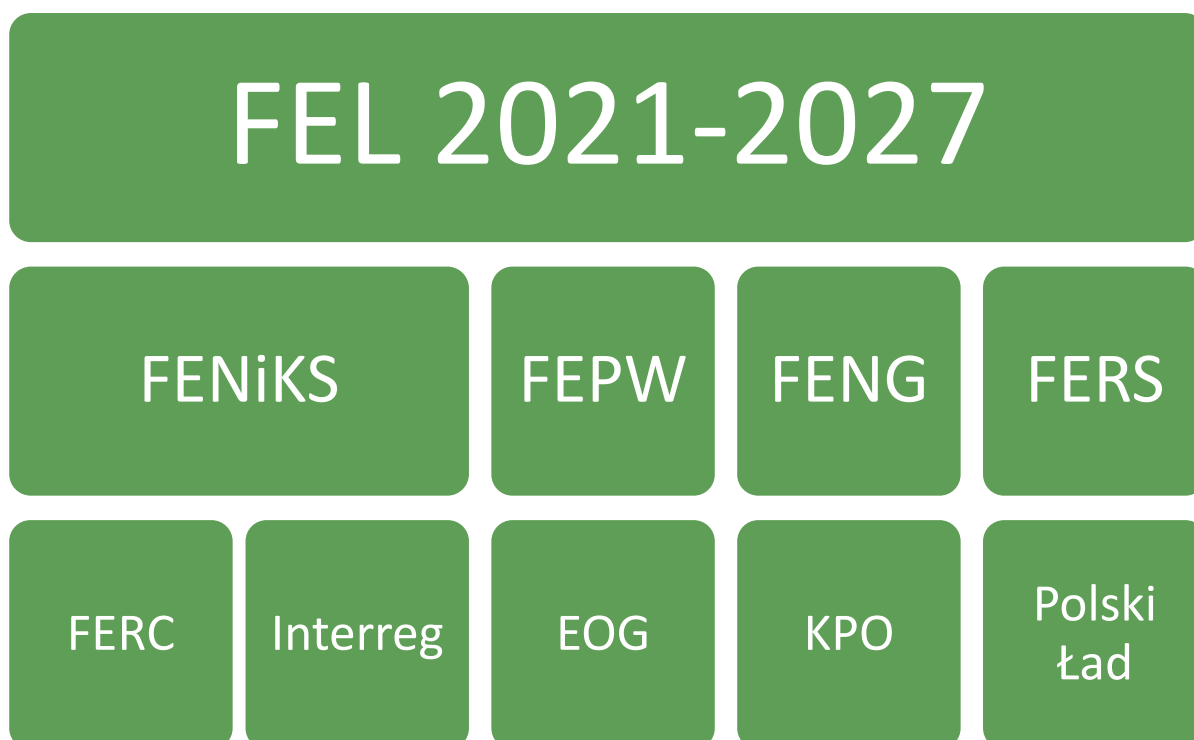 FEL 2021-2027
FENiKS
FEPW
FENG
FERS
FERC
Interreg
EOG
KPO
Polski
Ład